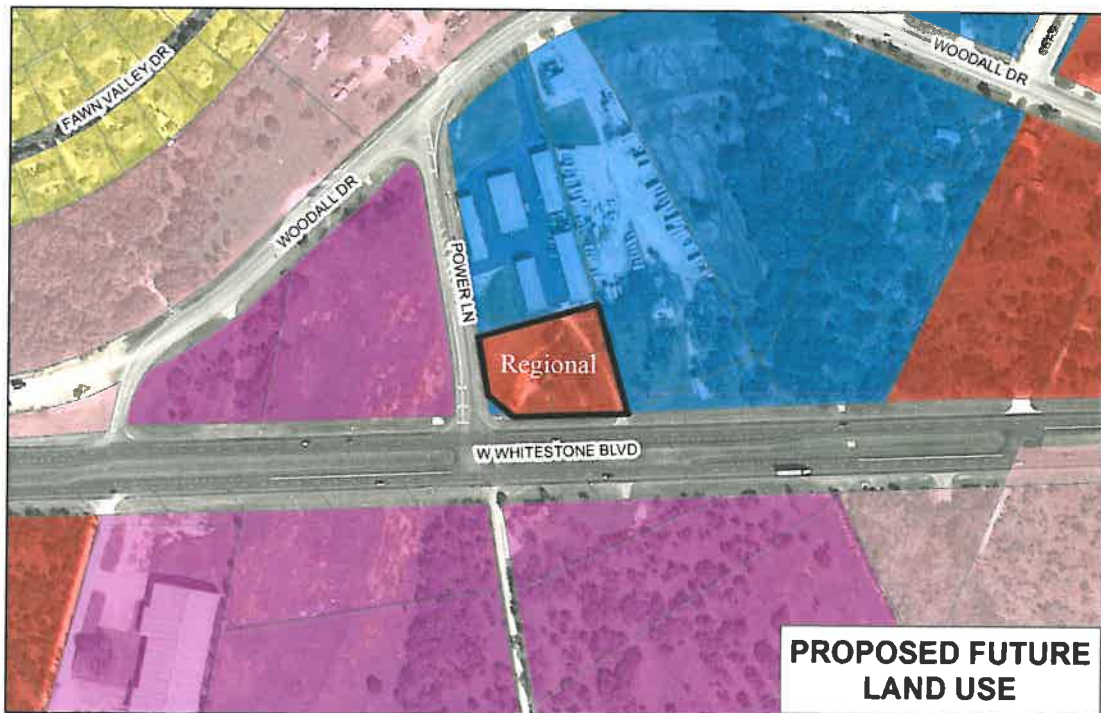 FAWN VALLEY DR
WOODALL DR
WOODALL DR
POWER LN
Regional
W WHITESTONE BLVD
PROPOSED FUTURE
LAND USE